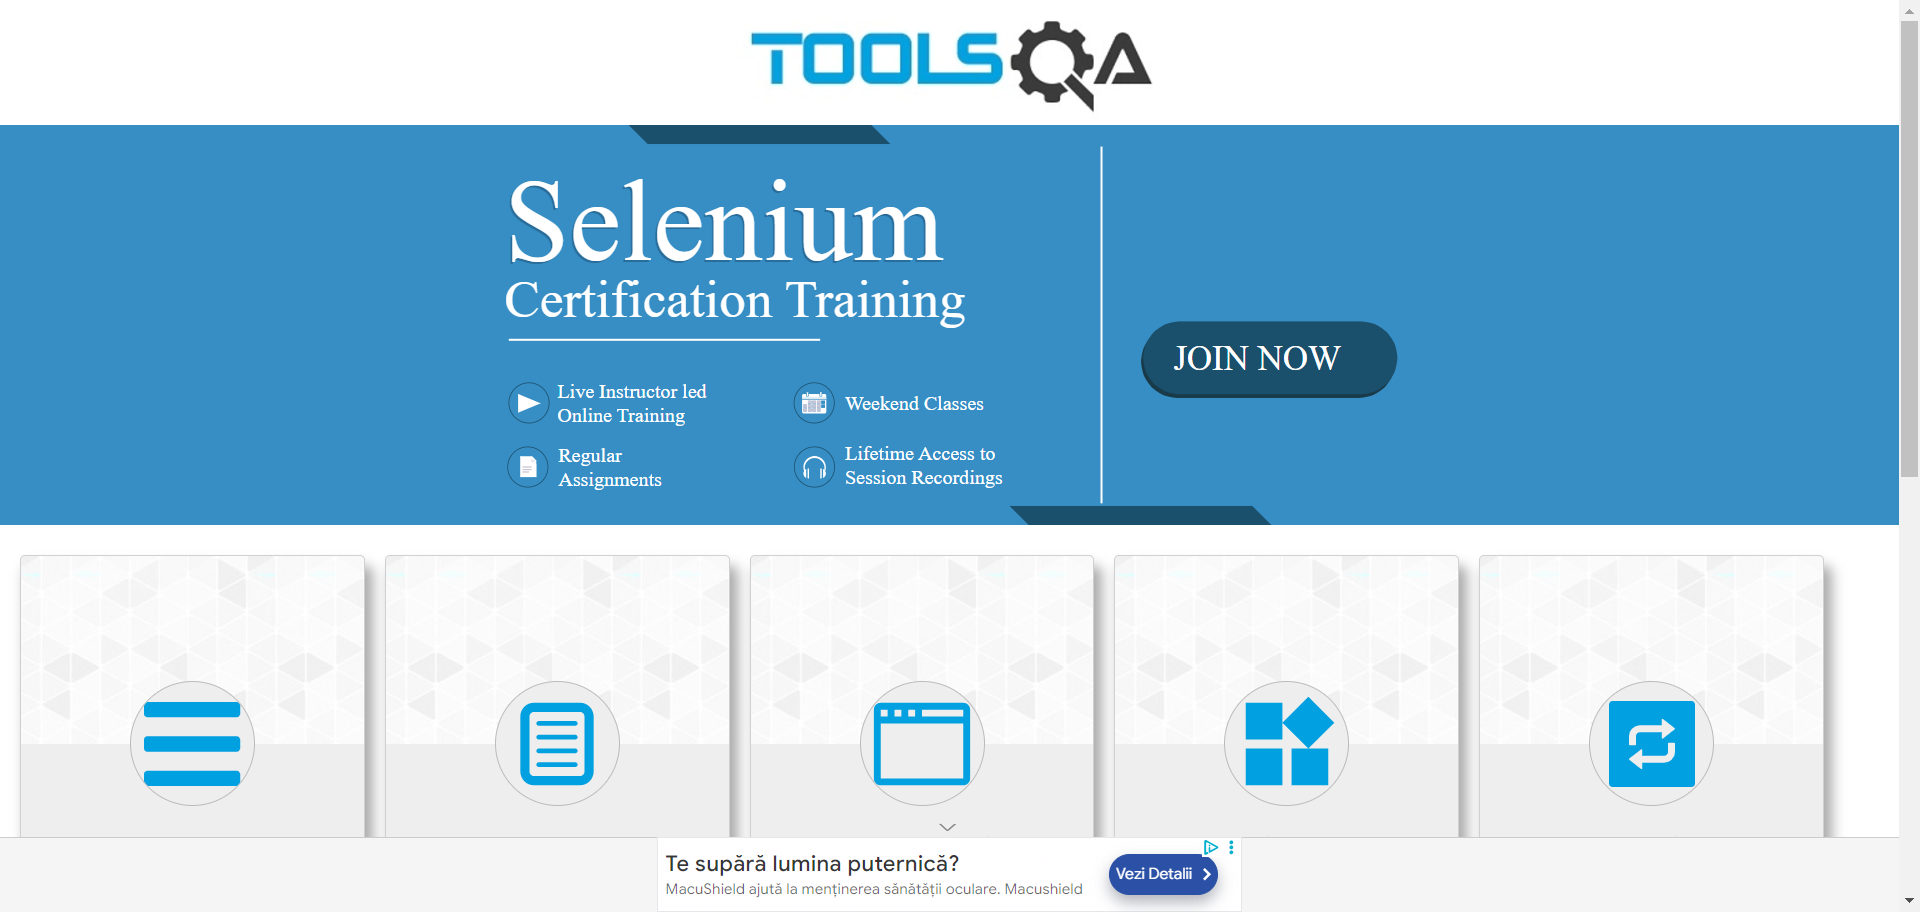 TOOLSQA
Selenium
Certification Training
Live Instructor led
Online Training
Weekend Classes
Regular
Assignments
Lifetime Access to
Session Recordings
JOIN NOW
Te supără lumina puternică?
MacuShield ajută la menținerea sănătății oculare. Macushield
Vezi Detalii